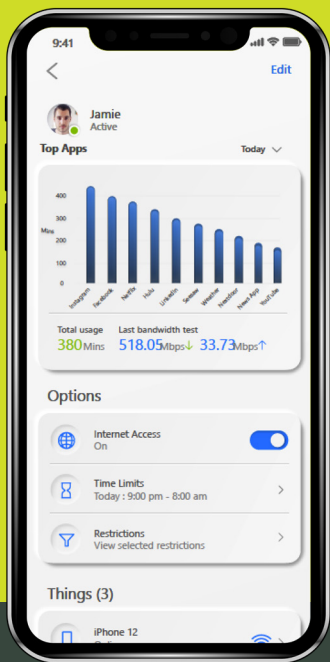 9:41
Edit
Jamie
Active
Top Apps
Today
400
300
Mins
200
100
0
Instagram
Facebook
Netflix
Hulu
LinkedIn
Seesaw
Weather
Nextdoor
News App
YouTube
Total usage
Last bandwidth test
380Mins
518.05Mbps↓
33.73Mbps↑
Options
Internet Access
On
Time Limits
Today : 9:00 pm - 8:00 am
Restrictions
View selected restrictions
Things (3)
iPhone 12